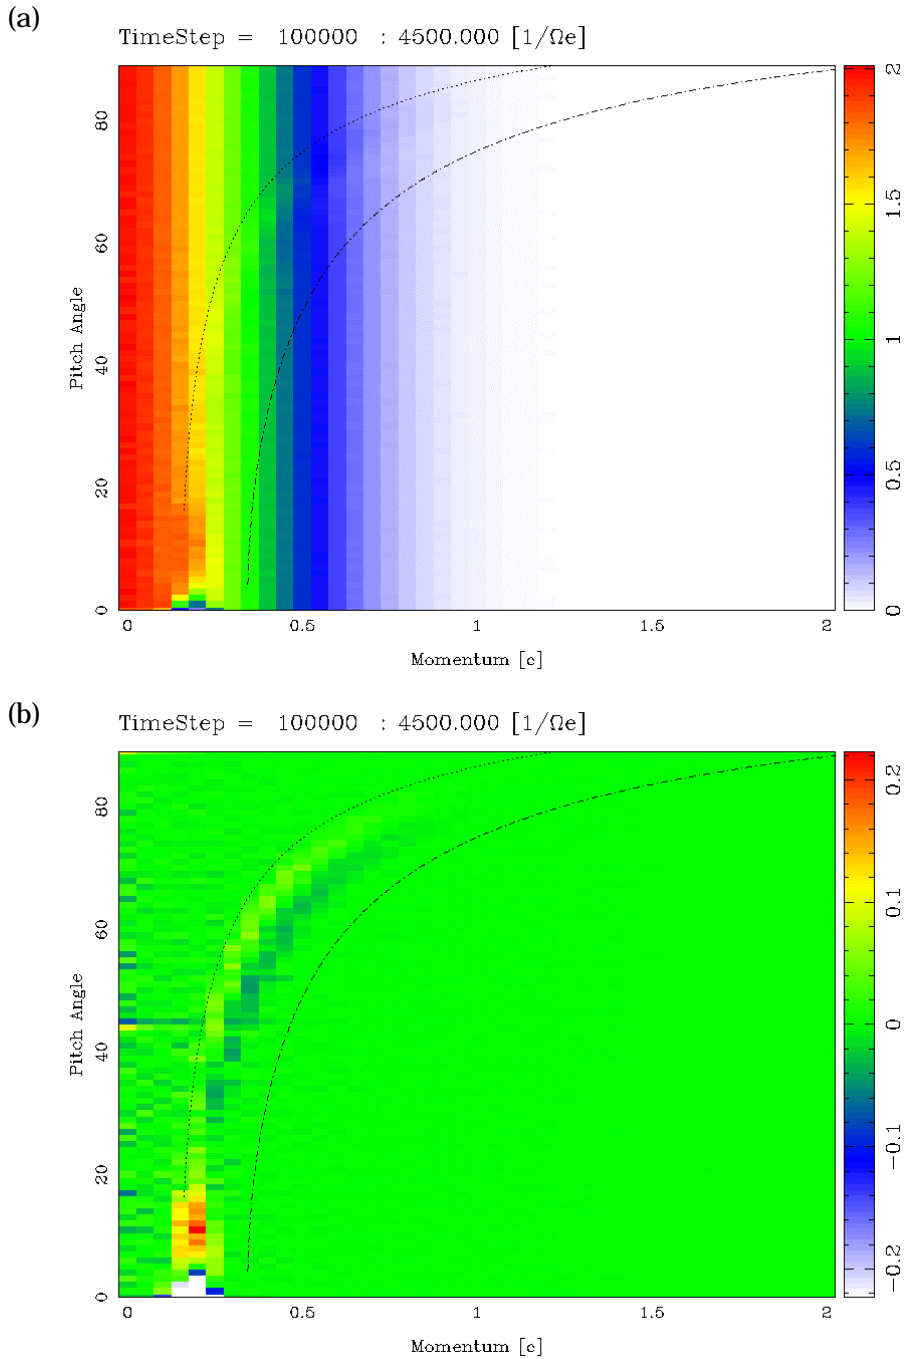 (a)
TimeStep = 100000 : 4500.000 [1/Ωe]
Pitch Angle
80
60
40
20
0
0 0.5 1 1.5 2
Momentum [c]
2
1.5
1
0.5
0
(b)
TimeStep = 100000 : 4500.000 [1/Ωe]
Pitch Angle
80
60
40
20
0
0 0.5 1 1.5 2
Momentum [c]
0.2
0.1
0
−0.1
−0.2